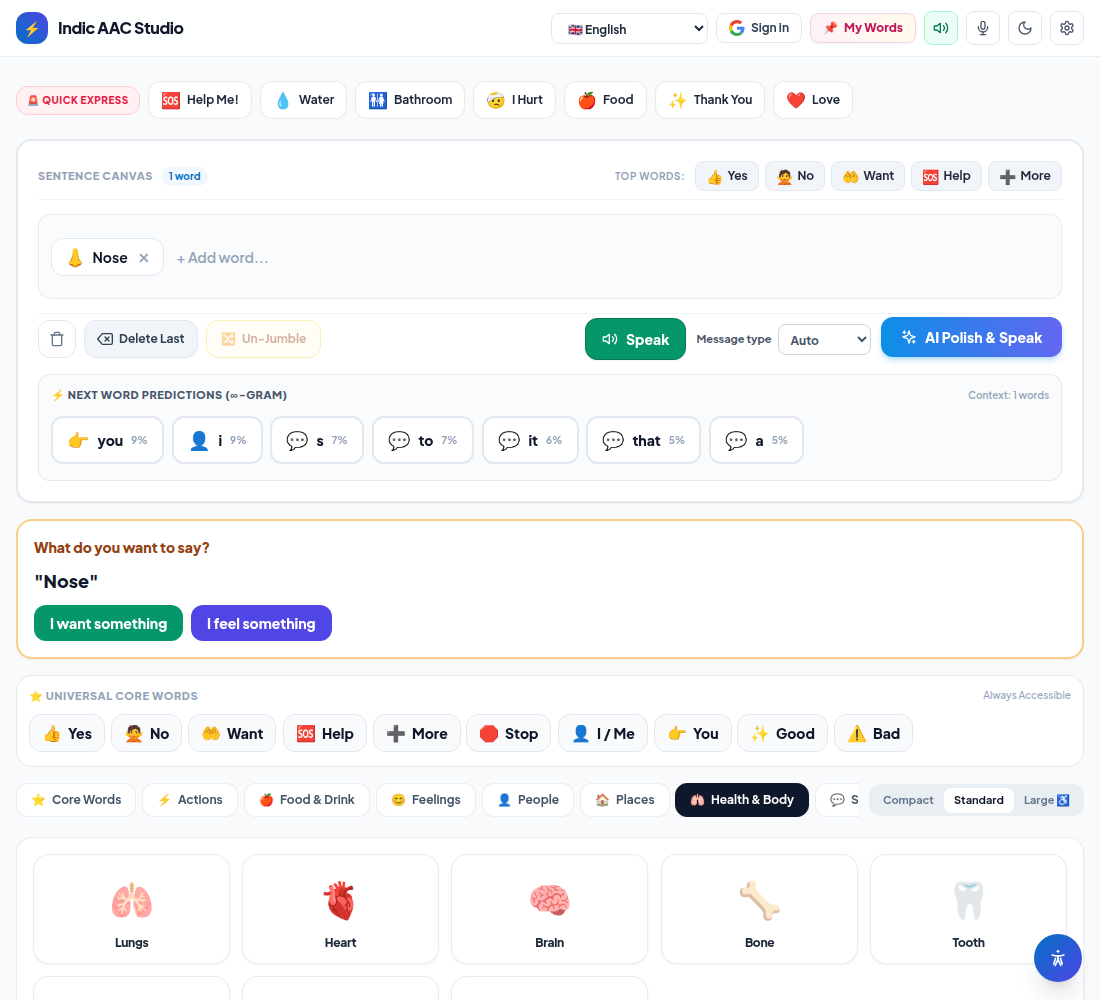 Indic AAC Studio
English
Sign in
My Words
QUICK EXPRESS
Help Me!
Water
Bathroom
I Hurt
Food
Thank You
Love
SENTENCE CANVAS
1 word
TOP WORDS:
Yes
No
Want
SOS Help
More
Nose ×
+ Add word...
Delete Last
Un-Jumble
Speak
Message type
Auto
AI Polish & Speak
NEXT WORD PREDICTIONS (∞-GRAM)
Context: 1 words
you 9%
i 9%
s 7%
to 7%
it 6%
that 5%
a 5%
What do you want to say?
"Nose"
I want something
I feel something
UNIVERSAL CORE WORDS
Always Accessible
Yes
No
Want
SOS Help
More
Stop
I / Me
You
Good
Bad
Core Words
Actions
Food & Drink
Feelings
People
Places
Health & Body
S
Compact
Standard
Large
Lungs
Heart
Brain
Bone
Tooth